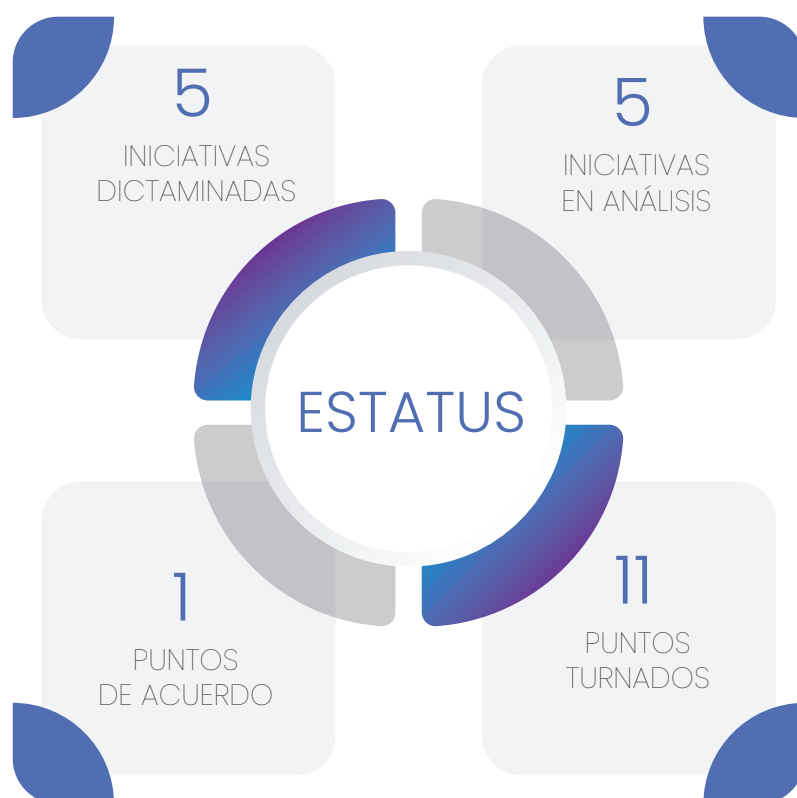 5
INICIATIVAS
DICTAMINADAS
5
INICIATIVAS
EN ANÁLISIS
ESTATUS
1
PUNTOS
DE ACUERDO
11
PUNTOS
TURNADOS